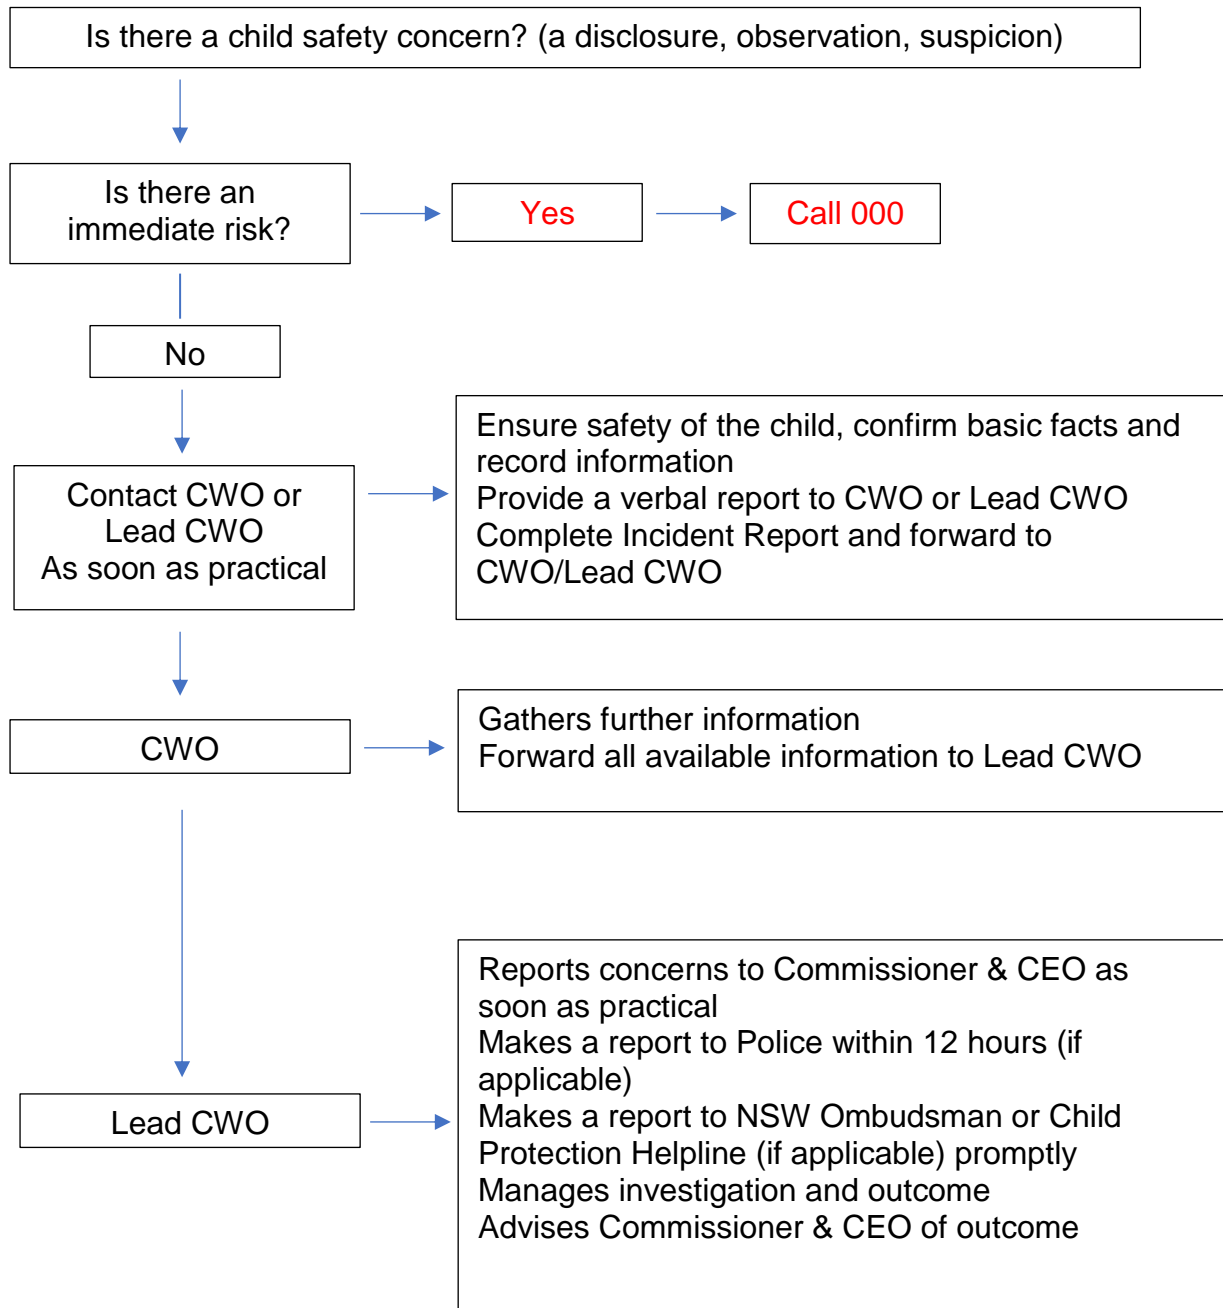 Is there a child safety concern? (a disclosure, observation, suspicion)
Is there an
immediate risk?
Yes
Call 000
No
Contact CWO or
Lead CWO
As soon as practical
Ensure safety of the child, confirm basic facts and
record information
Provide a verbal report to CWO or Lead CWO
Complete Incident Report and forward to
CWO/Lead CWO
CWO
Gathers further information
Forward all available information to Lead CWO
Lead CWO
Reports concerns to Commissioner & CEO as
soon as practical
Makes a report to Police within 12 hours (if
applicable)
Makes a report to NSW Ombudsman or Child
Protection Helpline (if applicable) promptly
Manages investigation and outcome
Advises Commissioner & CEO of outcome